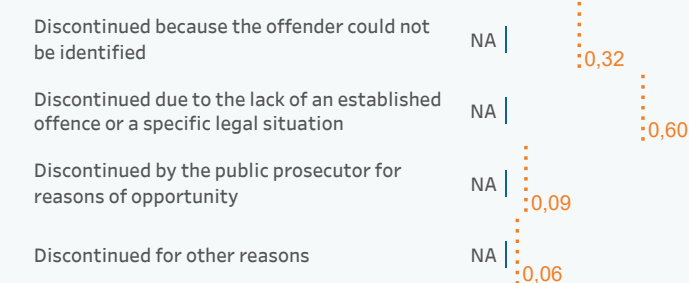 Discontinued because the offender could not
be identified
NA
0,32
Discontinued due to the lack of an established
offence or a specific legal situation
NA
0,60
Discontinued by the public prosecutor for
reasons of opportunity
NA
0,09
Discontinued for other reasons
NA
0,06